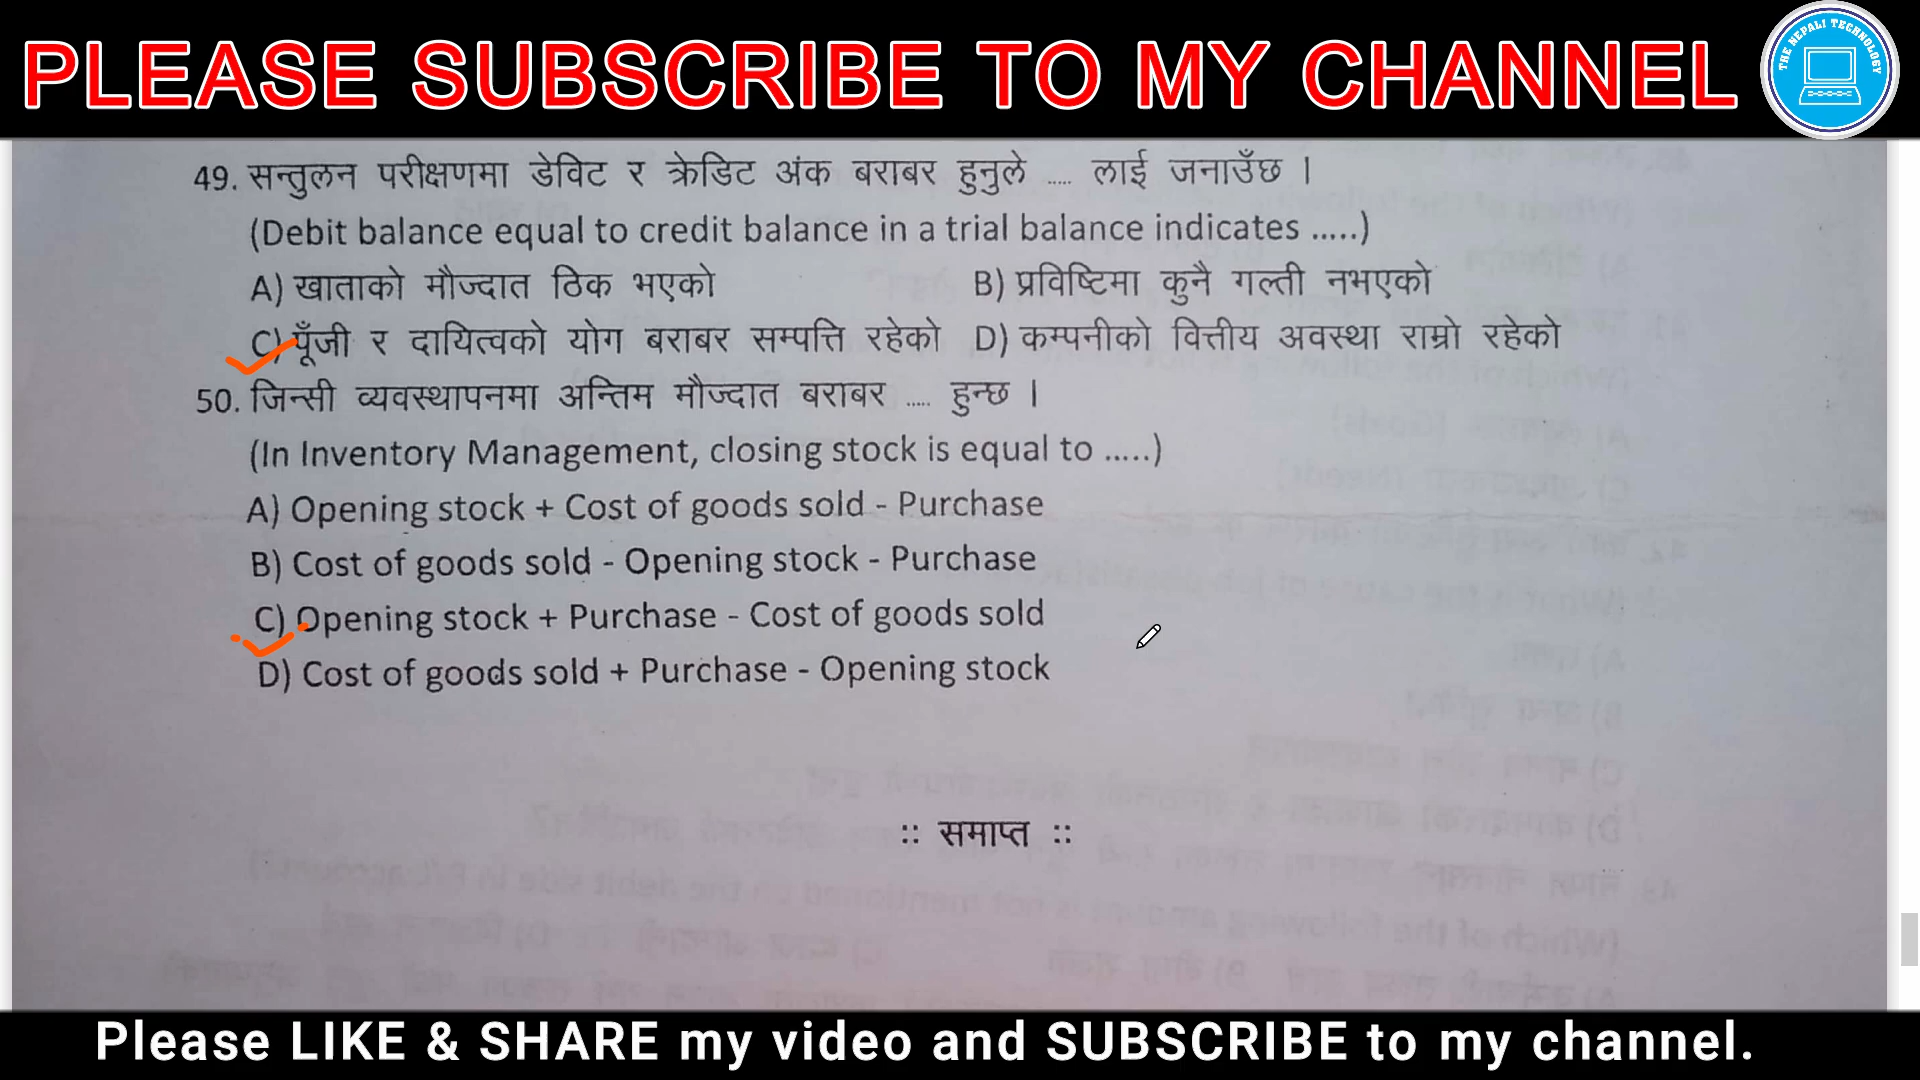 PLEASE SUBSCRIBE TO MY CHANNEL
THE NEPALI TECHNOLOGY
49. सन्तुलन परीक्षणमा डेविट र क्रेडिट अंक बराबर हुनुले ..... लाई जनाउँछ ।
(Debit balance equal to credit balance in a trial balance indicates .....)
A) खाताको मौज्दात ठिक भएको B) प्रविष्टिमा कुनै गल्ती नभएको
C) पूँजी र दायित्वको योग बराबर सम्पत्ति रहेको D) कम्पनीको वित्तीय अवस्था राम्रो रहेको
50. जिन्सी व्यवस्थापनमा अन्तिम मौज्दात बराबर ..... हुन्छ ।
(In Inventory Management, closing stock is equal to .....)
A) Opening stock + Cost of goods sold - Purchase
B) Cost of goods sold - Opening stock - Purchase
C) Opening stock + Purchase - Cost of goods sold
D) Cost of goods sold + Purchase - Opening stock
:: समाप्त ::
Please LIKE & SHARE my video and SUBSCRIBE to my channel.